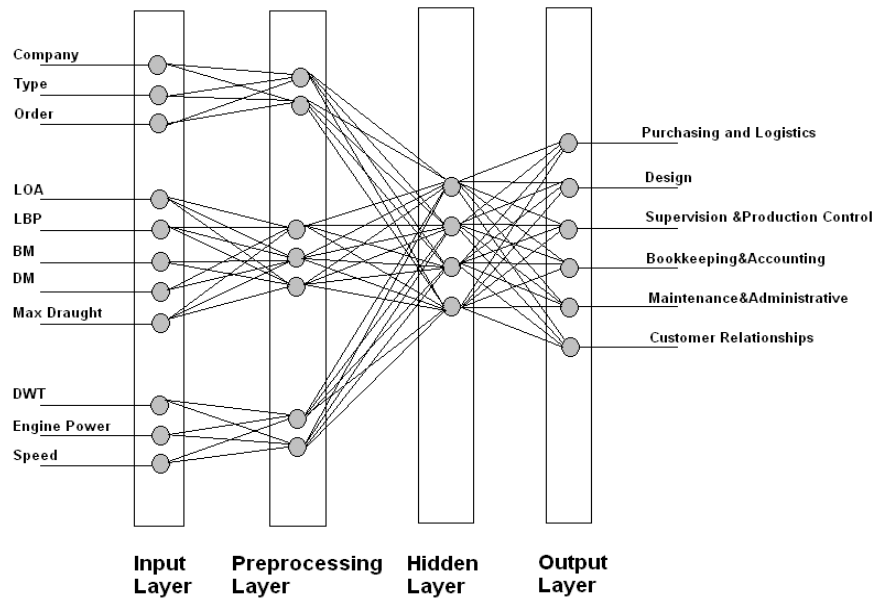 Company
Type
Order
LOA
LBP
BM
DM
Max Draught
DWT
Engine Power
Speed
Purchasing and Logistics
Design
Supervision &Production Control
Bookkeeping&Accounting
Maintenance&Administrative
Customer Relationships
Input
Layer
Preprocessing
Layer
Hidden
Layer
Output
Layer